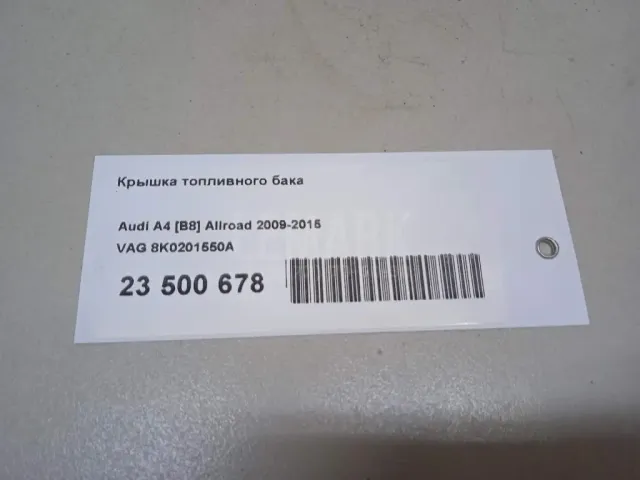 Крышка топливного бака
Audi A4 [B8] Allroad 2009-2015
VAG 8K0201550A
23 500 678